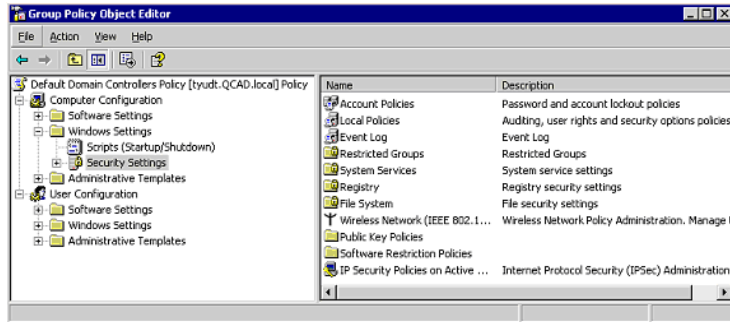 Group Policy Object Editor
File Action View Help
Default Domain Controllers Policy [tyudt.QCAD.local] Policy
Computer Configuration
Software Settings
Windows Settings
Scripts (Startup/Shutdown)
Security Settings
Administrative Templates
User Configuration
Software Settings
Windows Settings
Administrative Templates
Name Description
Account Policies Password and account lockout policies
Local Policies Auditing, user rights and security options policies
Event Log Event Log
Restricted Groups Restricted Groups
System Services System service settings
Registry Registry security settings
File System File security settings
Wireless Network (IEEE 802.1... Wireless Network Policy Administration. Manage
Public Key Policies
Software Restriction Policies
IP Security Policies on Active ... Internet Protocol Security (IPSec) Administration